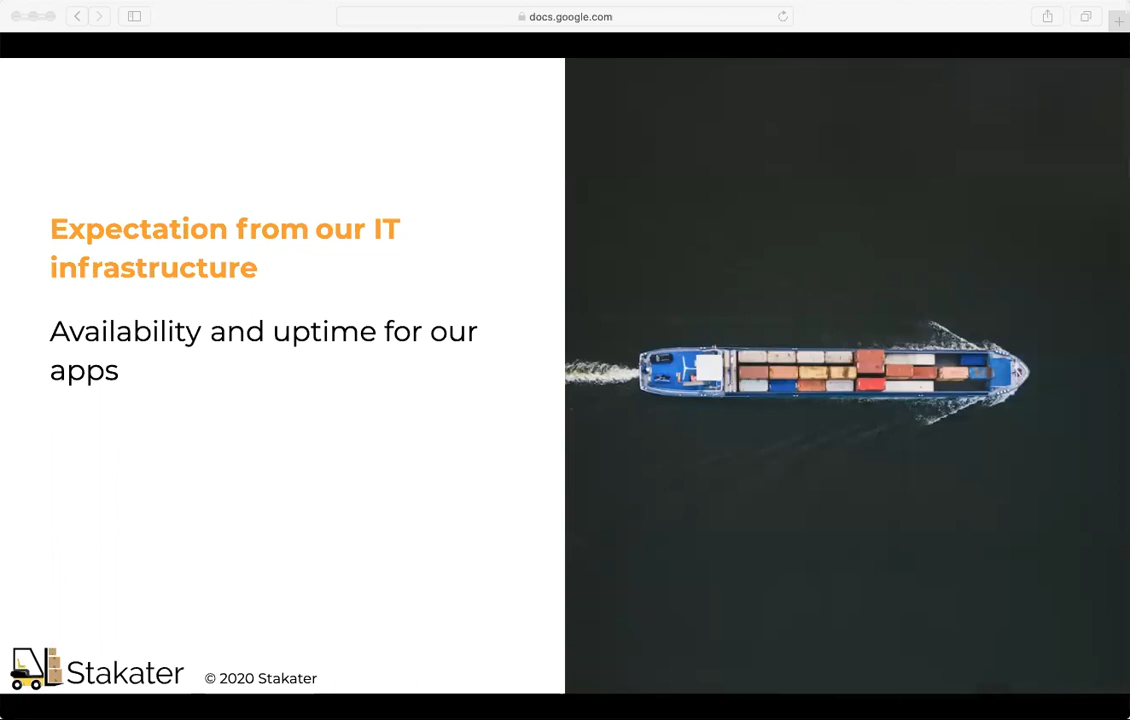 docs.google.com
Expectation from our IT
infrastructure
Availability and uptime for our
apps
Stakater
© 2020 Stakater